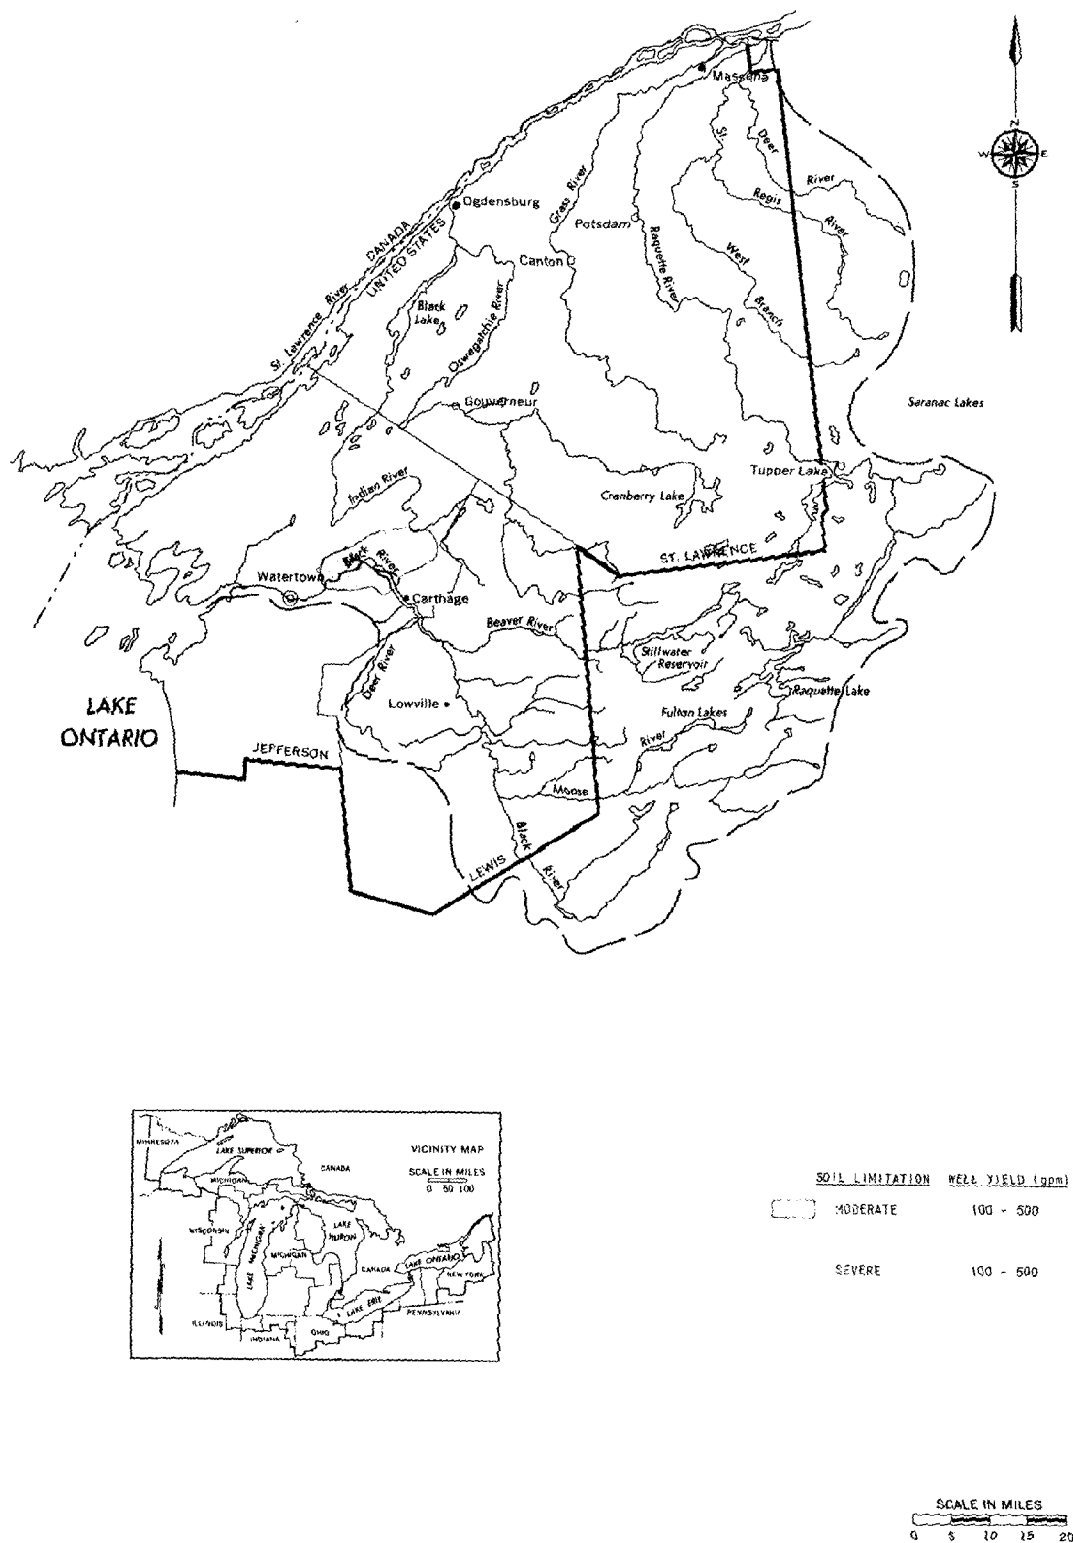 Massena
N
W E
S
St.
Deer
River
Regis
River
Grass River
Ogdensburg
Potsdam
Raquette River
West
Branch
CANADA
UNITED STATES
Canton
St. Lawrence River
Black
Lake
Oswegatchie River
Gouverneur
Saranac Lakes
Tupper Lake
Indian River
Cranberry Lake
ST. LAWRENCE
Black River
Watertown
Carthage
Beaver River
Stillwater
Reservoir
Deer River
Raquette Lake
Lowville
Fulton Lakes
LAKE
ONTARIO
River
JEFFERSON
Moose
Black
River
LEWIS
MINNESOTA
LAKE SUPERIOR
VICINITY MAP
CANADA
SCALE IN MILES
0 50 100
MICHIGAN
WISCONSIN
LAKE MICHIGAN
LAKE
HURON
MICHIGAN
CANADA
LAKE ONTARIO
NEW YORK
LAKE ERIE
PENNSYLVANIA
ILLINOIS
INDIANA
OHIO
SOIL LIMITATION WELL YIELD (gpm)
MODERATE 100 - 500
SEVERE 100 - 500
SCALE IN MILES
0 5 10 15 20